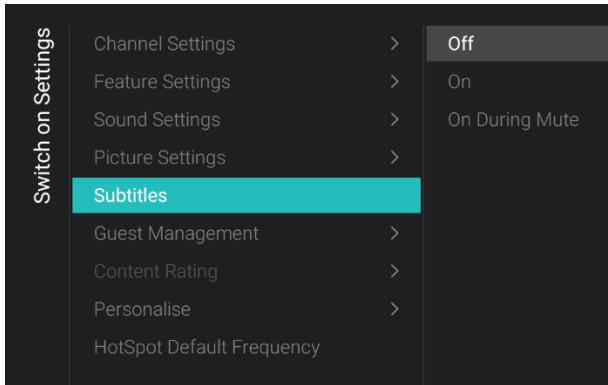 Switch on Settings
Channel Settings
Feature Settings
Sound Settings
Picture Settings
Subtitles
Guest Management
Content Rating
Personalise
HotSpot Default Frequency
Off
On
On During Mute